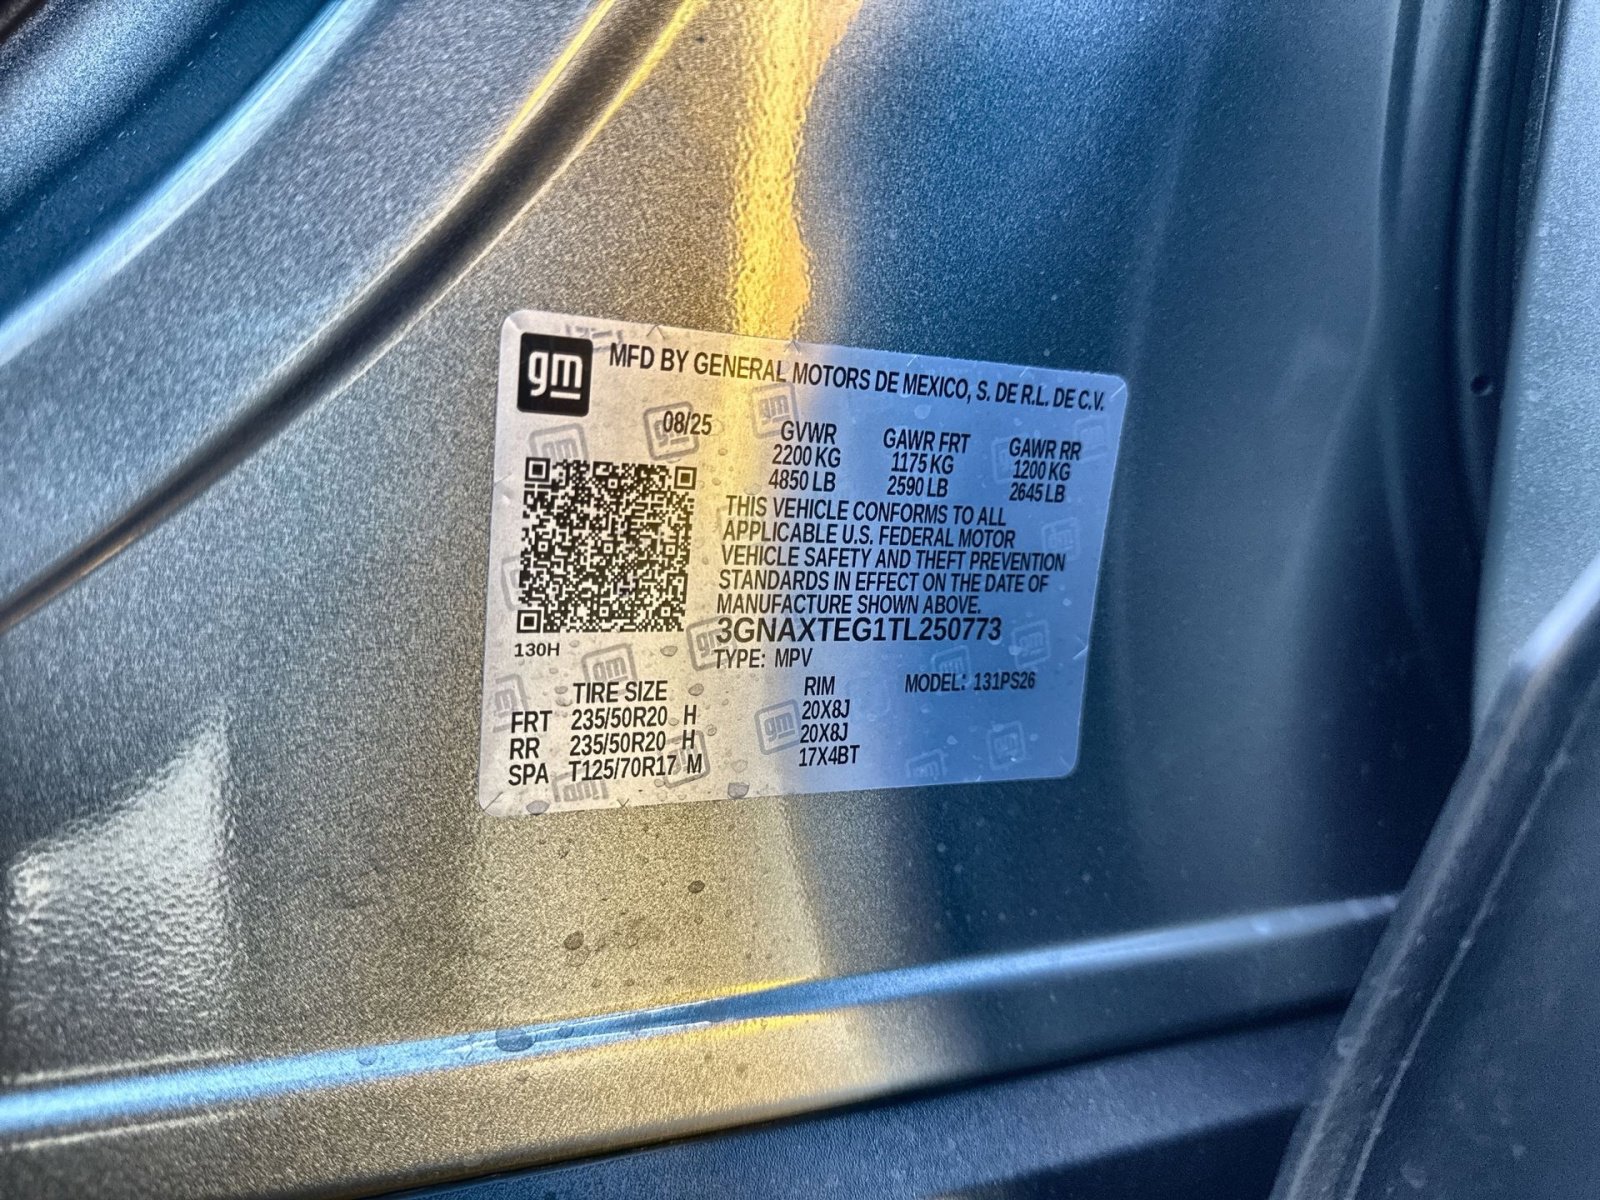 gm MFD BY GENERAL MOTORS DE MEXICO, S. DE R.L. DE C.V.
08/25 GVWR GAWR FRT GAWR RR
2200 KG 1175 KG 1200 KG
4850 LB 2590 LB 2645 LB
THIS VEHICLE CONFORMS TO ALL
APPLICABLE U.S. FEDERAL MOTOR
VEHICLE SAFETY AND THEFT PREVENTION
STANDARDS IN EFFECT ON THE DATE OF
MANUFACTURE SHOWN ABOVE.
3GNAXTEG1TL250773
130H TYPE: MPV
TIRE SIZE RIM MODEL: 131PS26
FRT 235/50R20 H 20X8J
RR 235/50R20 H 20X8J
SPA T125/70R17 M 17X4BT